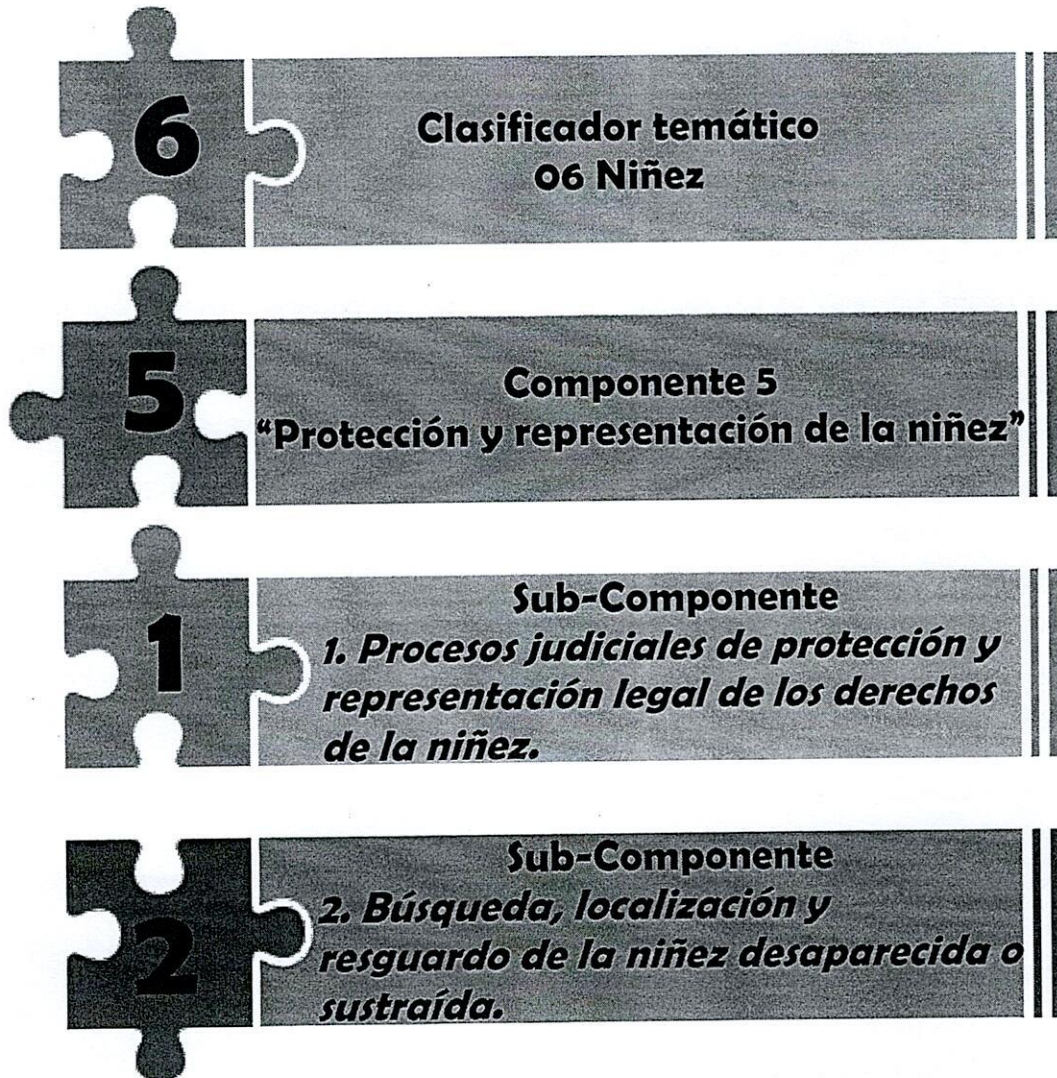 6
Clasificador temático
06 Niñez
5
Componente 5
“Protección y representación de la niñez”
1
Sub-Componente
1. Procesos judiciales de protección y
representación legal de los derechos
de la niñez.
2
Sub-Componente
2. Búsqueda, localización y
resguardo de la niñez desaparecida o
sustraída.